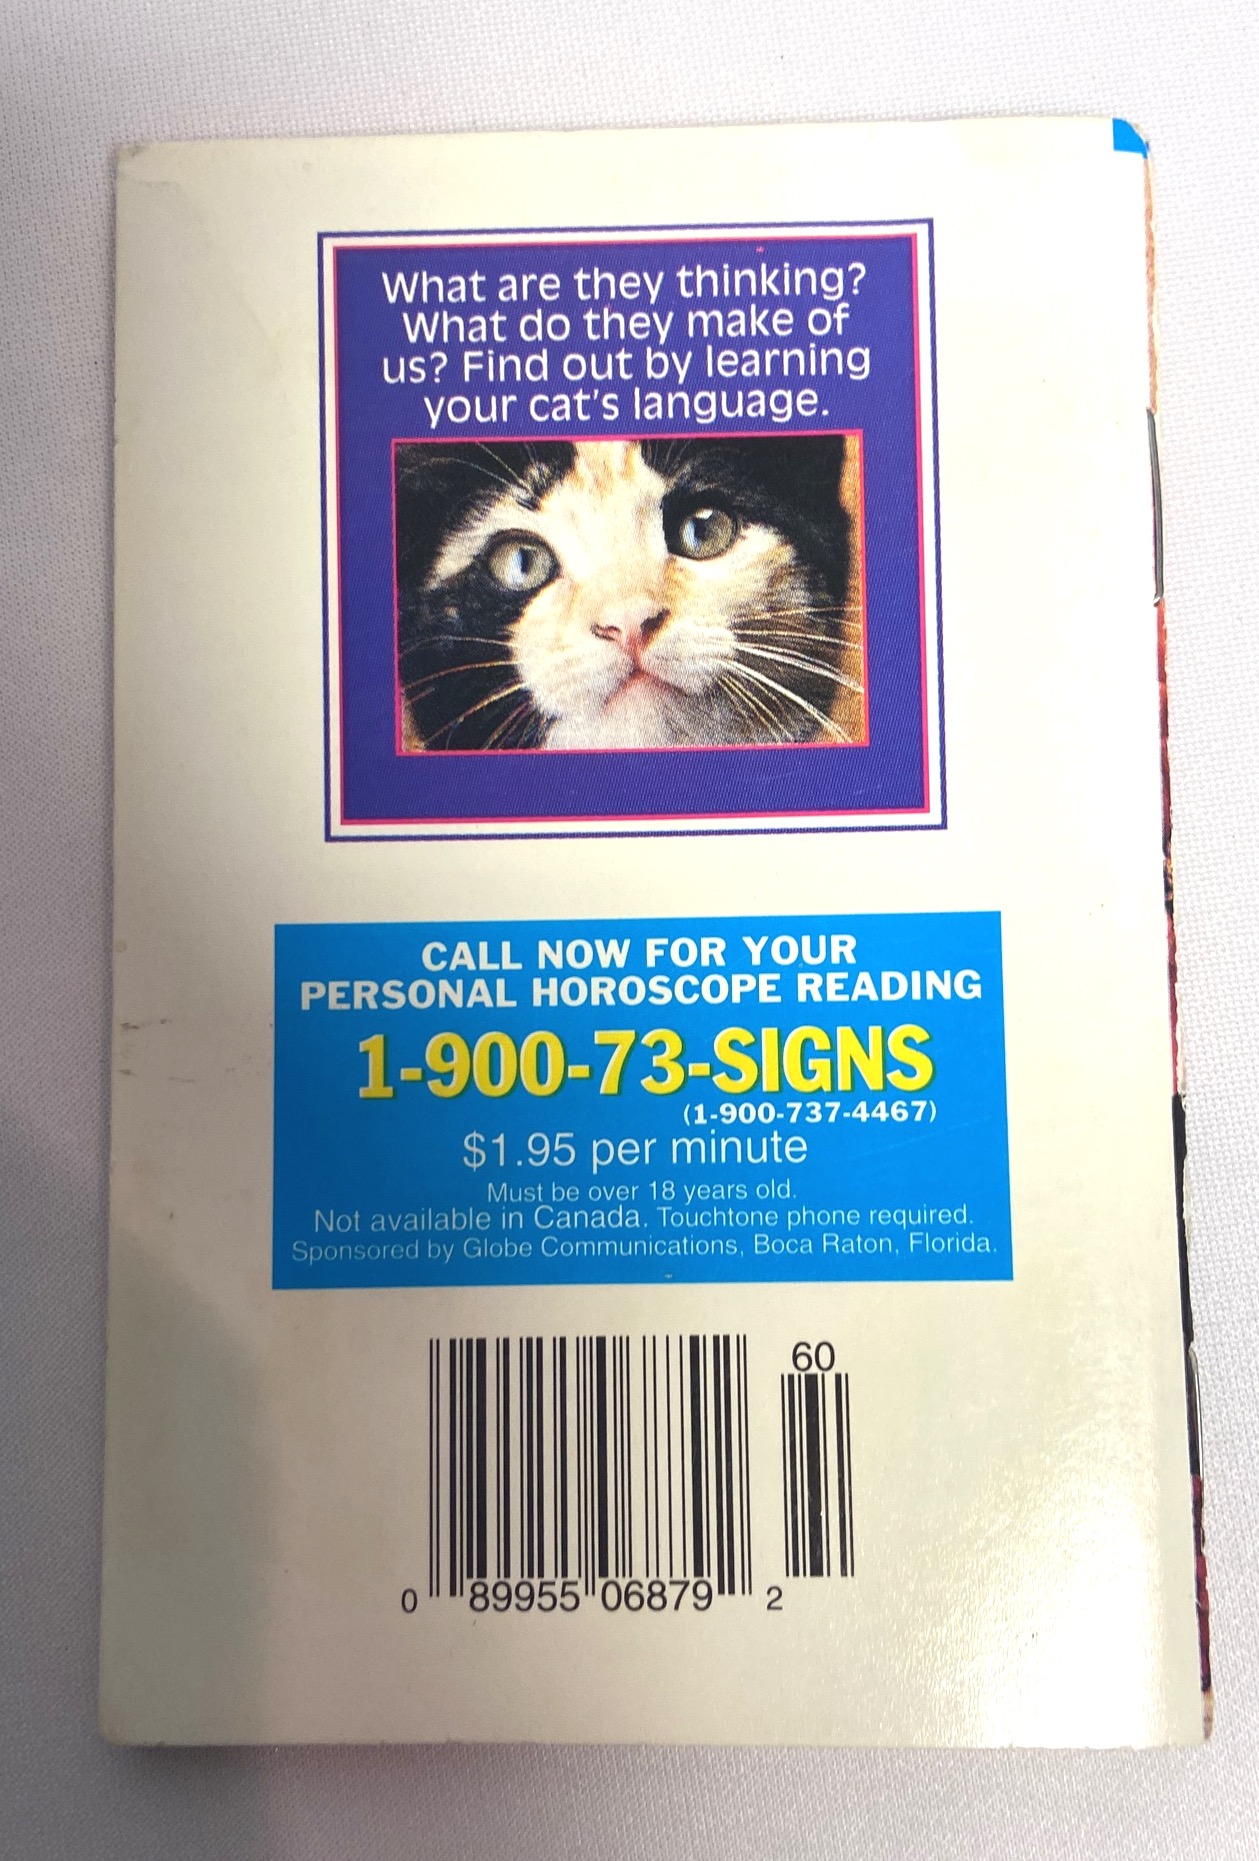 What are they thinking?
What do they make of
us? Find out by learning
your cat's language.
CALL NOW FOR YOUR
PERSONAL HOROSCOPE READING
1-900-73-SIGNS
(1-900-737-4467)
$1.95 per minute
Must be over 18 years old.
Not available in Canada. Touchtone phone required.
Sponsored by Globe Communications, Boca Raton, Florida.
60
0 89955 06879 2